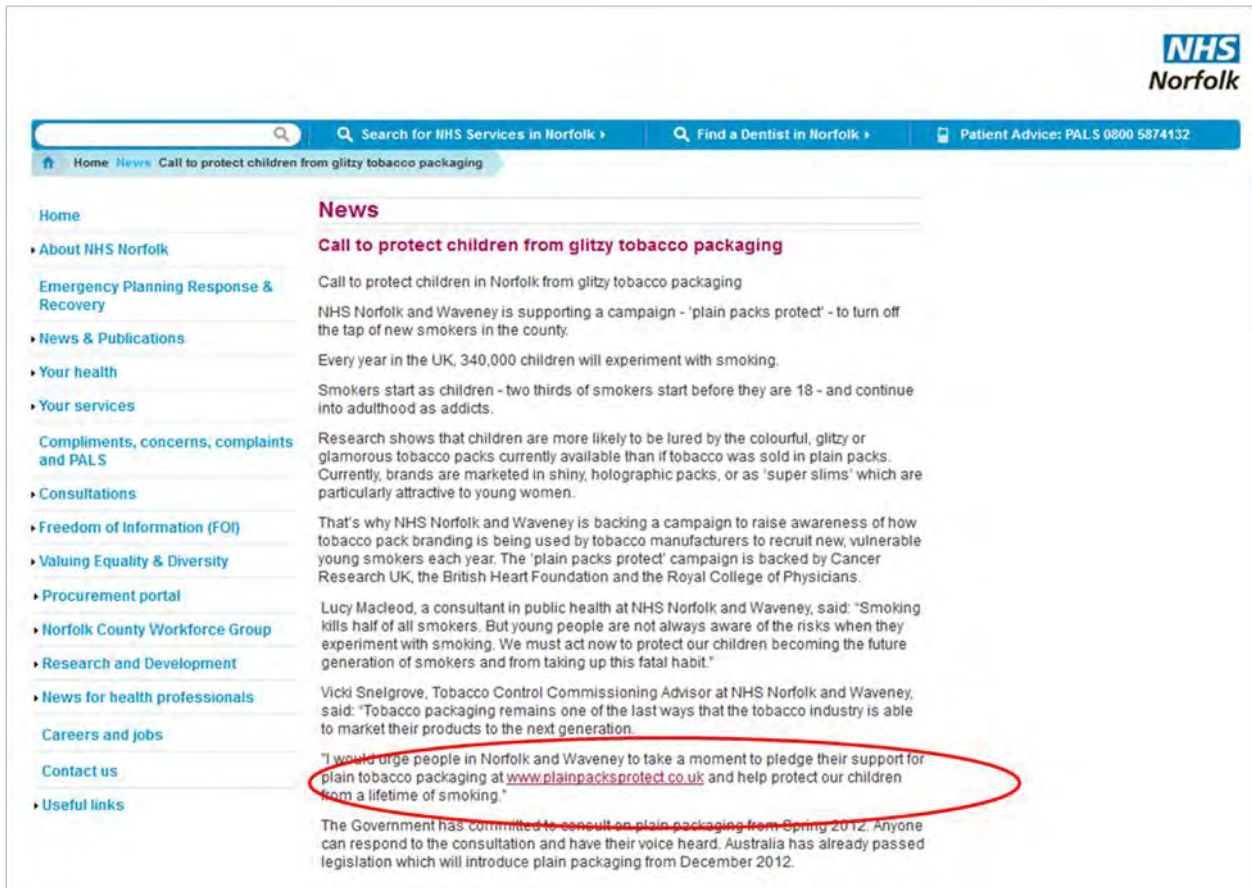 NHS
Norfolk
Search for NHS Services in Norfolk
Find a Dentist in Norfolk
Patient Advice: PALS 0800 5874132
Home News Call to protect children from glitzy tobacco packaging
Home
About NHS Norfolk
Emergency Planning Response &
Recovery
News & Publications
Your health
Your services
Compliments, concerns, complaints
and PALS
Consultations
Freedom of Information (FOI)
Valuing Equality & Diversity
Procurement portal
Norfolk County Workforce Group
Research and Development
News for health professionals
Careers and jobs
Contact us
Useful links
News
Call to protect children from glitzy tobacco packaging
Call to protect children in Norfolk from glitzy tobacco packaging
NHS Norfolk and Waveney is supporting a campaign - 'plain packs protect' - to turn off
the tap of new smokers in the county.
Every year in the UK, 340,000 children will experiment with smoking.
Smokers start as children - two thirds of smokers start before they are 18 - and continue
into adulthood as addicts.
Research shows that children are more likely to be lured by the colourful, glitzy or
glamorous tobacco packs currently available than if tobacco was sold in plain packs.
Currently, brands are marketed in shiny, holographic packs, or as 'super slims' which are
particularly attractive to young women.
That's why NHS Norfolk and Waveney is backing a campaign to raise awareness of how
tobacco pack branding is being used by tobacco manufacturers to recruit new, vulnerable
young smokers each year. The 'plain packs protect' campaign is backed by Cancer
Research UK, the British Heart Foundation and the Royal College of Physicians.
Lucy Macleod, a consultant in public health at NHS Norfolk and Waveney, said: "Smoking
kills half of all smokers. But young people are not always aware of the risks when they
experiment with smoking. We must act now to protect our children becoming the future
generation of smokers and from taking up this fatal habit."
Vicki Snelgrove, Tobacco Control Commissioning Advisor at NHS Norfolk and Waveney,
said: "Tobacco packaging remains one of the last ways that the tobacco industry is able
to market their products to the next generation.
"I would urge people in Norfolk and Waveney to take a moment to pledge their support for
plain tobacco packaging at www.plainpacksprotect.co.uk and help protect our children
from a lifetime of smoking."
The Government has committed to consult on plain packaging from Spring 2012. Anyone
can respond to the consultation and have their voice heard. Australia has already passed
legislation which will introduce plain packaging from December 2012.